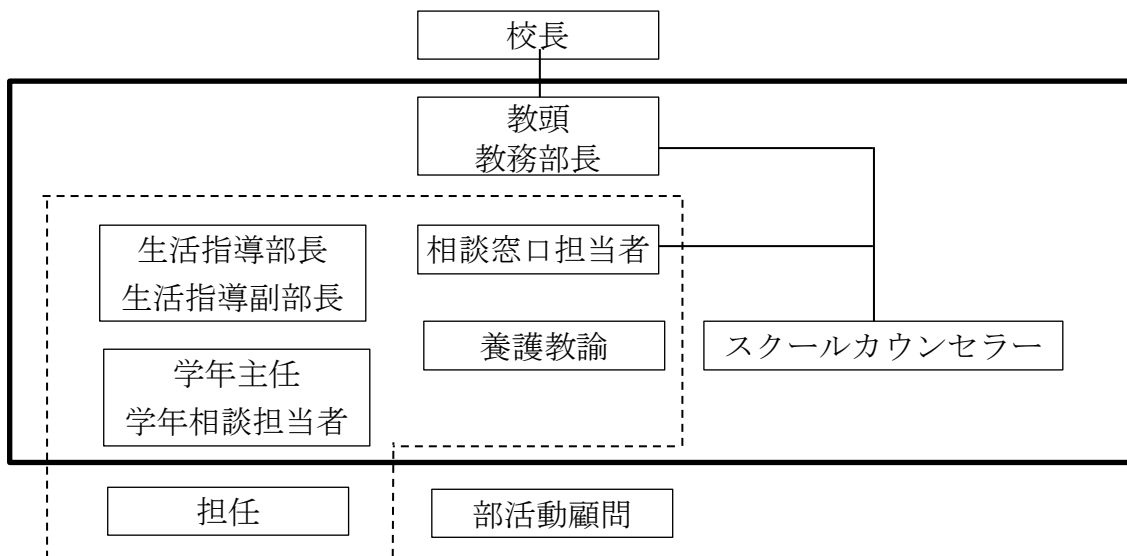 校長
教頭
教務部長
生活指導部長
生活指導副部長
相談窓口担当者
養護教諭
スクールカウンセラー
学年主任
学年相談担当者
担任
部活動顧問